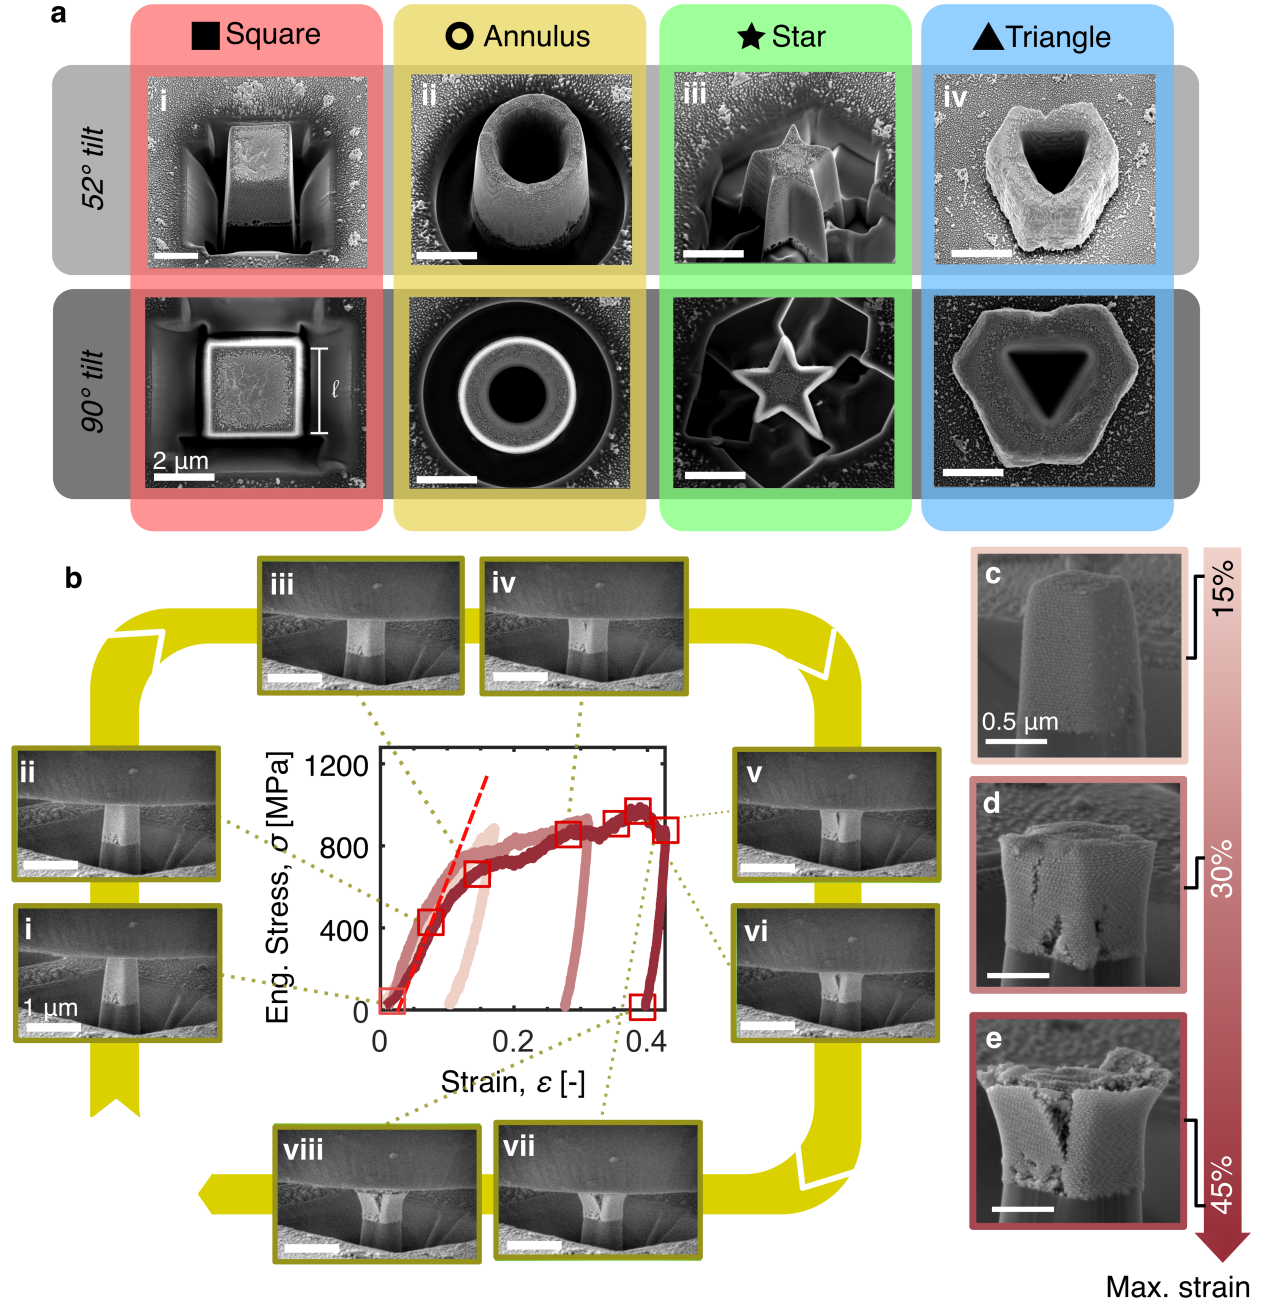 a
Square
Annulus
Star
Triangle
52° tilt
i
ii
iii
iv
90° tilt
ℓ
2 µm
b
iii
iv
ii
i
1 µm
v
vi
viii
vii
Eng. Stress, σ [MPa]
1200
800
400
0
0
0.2
0.4
Strain, ε [-]
c
0.5 µm
d
e
15%
30%
45%
Max. strain